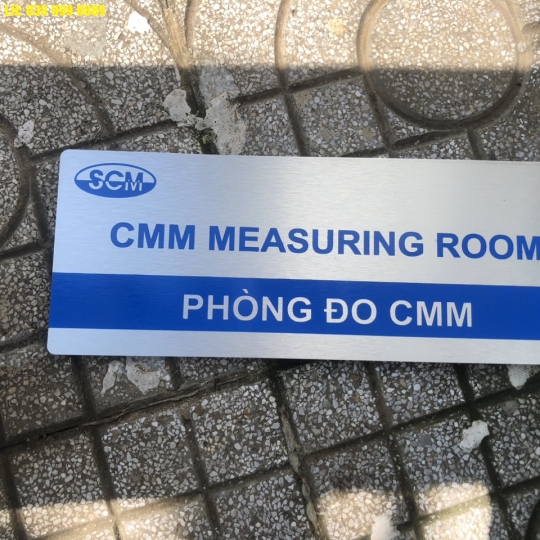 SCM
CMM MEASURING ROOM
PHÒNG ĐO CMM